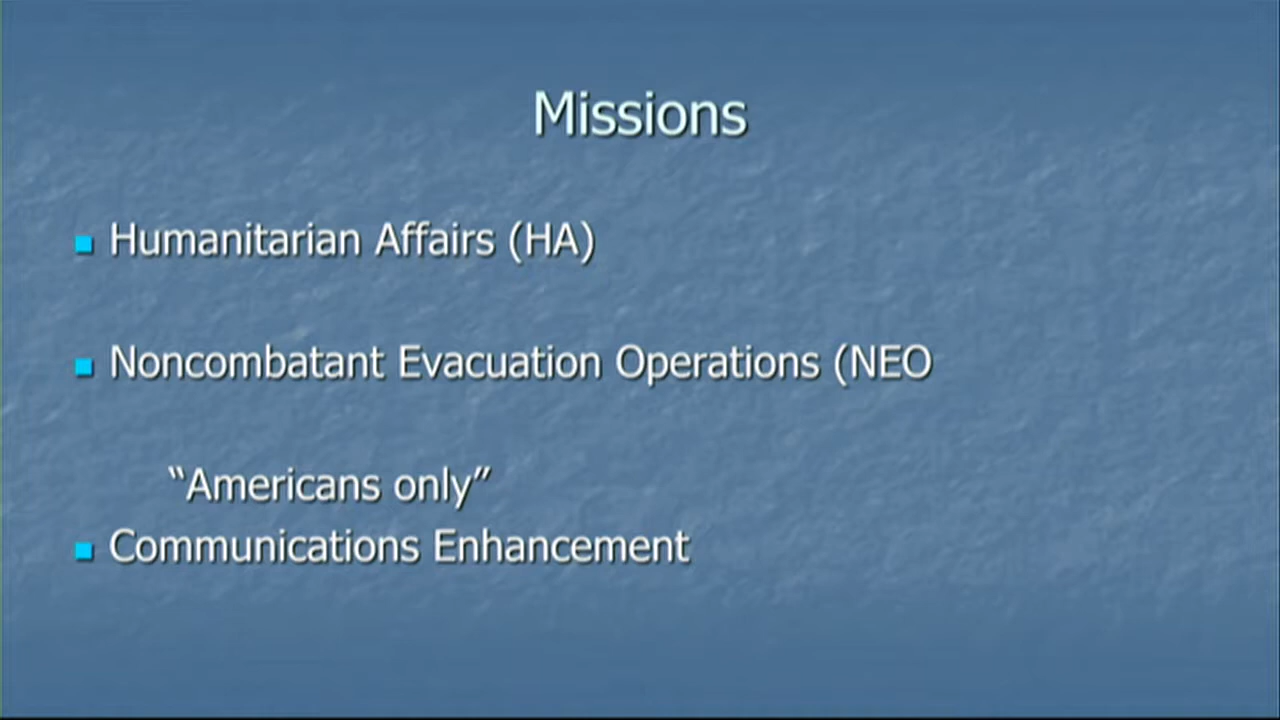 Missions
Humanitarian Affairs (HA)
Noncombatant Evacuation Operations (NEO
“Americans only”
Communications Enhancement